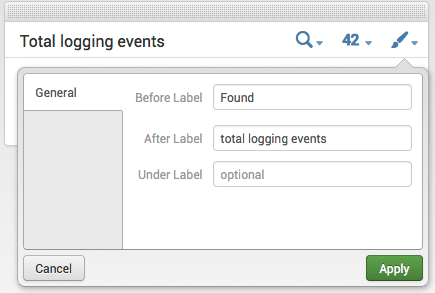 Total logging events 42
General
Before Label Found
After Label total logging events
Under Label optional
Cancel Apply